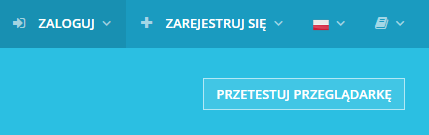 ZALOGUJ ZAREJESTRUJ SIĘ
PRZETESTUJ PRZEGLĄDARKĘ